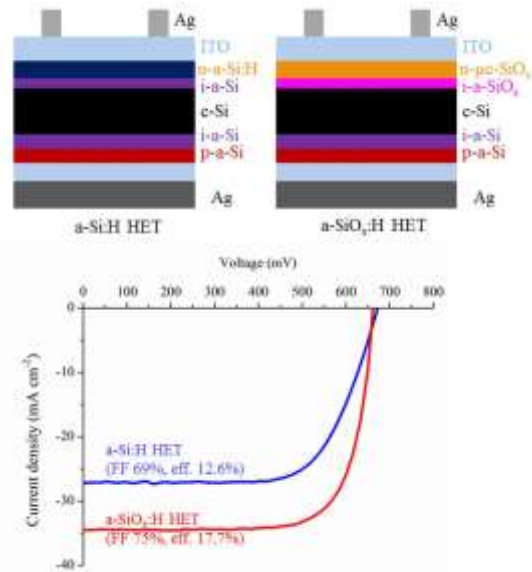 Ag
ITO
n-a-Si:H
i-a-Si
c-Si
i-a-Si
p-a-Si
Ag
a-Si:H HET
Ag
ITO
n-μc-SiOₓ
i-a-SiOₓ
c-Si
i-a-Si
p-a-Si
Ag
a-SiOₓ:H HET
Voltage (mV)
0 100 200 300 400 500 600 700 800
Current density (mA cm⁻²)
0
-10
-20
-30
-40
a-Si:H HET
(FF 69%, eff. 12.6%)
a-SiOₓ:H HET
(FF 75%, eff. 17.7%)